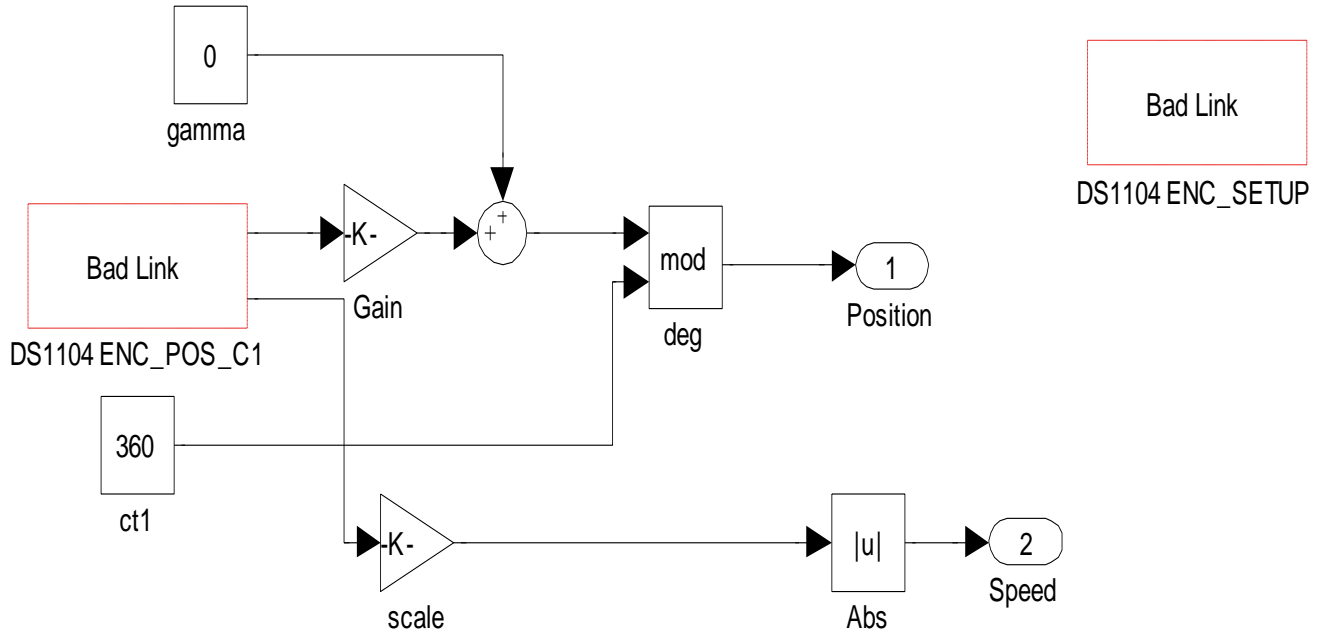 0
gamma
Bad Link
DS1104 ENC_SETUP
Bad Link
DS1104 ENC_POS_C1
-K-
Gain
+
+
mod
deg
1
Position
360
ct1
-K-
scale
|u|
Abs
2
Speed